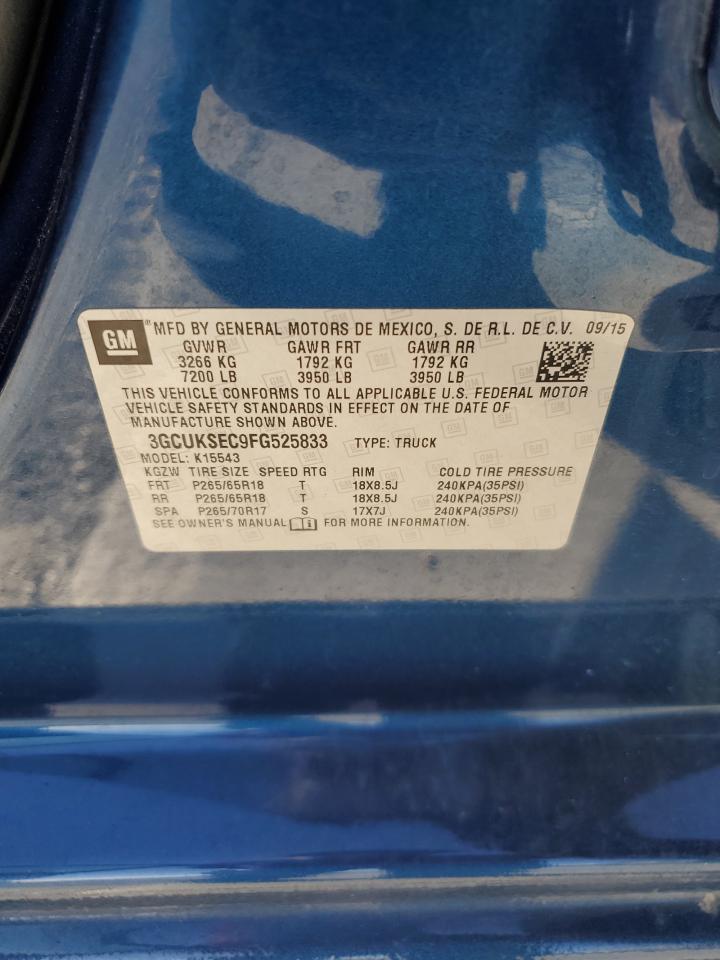 GM ® MFD BY GENERAL MOTORS DE MEXICO, S. DE R.L. DE C.V. 09/15
GVWR GAWR FRT GAWR RR
3266 KG 1792 KG 1792 KG
7200 LB 3950 LB 3950 LB
THIS VEHICLE CONFORMS TO ALL APPLICABLE U.S. FEDERAL MOTOR
VEHICLE SAFETY STANDARDS IN EFFECT ON THE DATE OF
MANUFACTURE SHOWN ABOVE.
3GCUKSEC9FG525833 TYPE: TRUCK
MODEL: K15543
KGZW TIRE SIZE SPEED RTG RIM COLD TIRE PRESSURE
FRT P265/65R18 T 18X8.5J 240KPA(35PSI)
RR P265/65R18 T 18X8.5J 240KPA(35PSI)
SPA P265/70R17 S 17X7J 240KPA(35PSI)
SEE OWNER'S MANUAL FOR MORE INFORMATION.